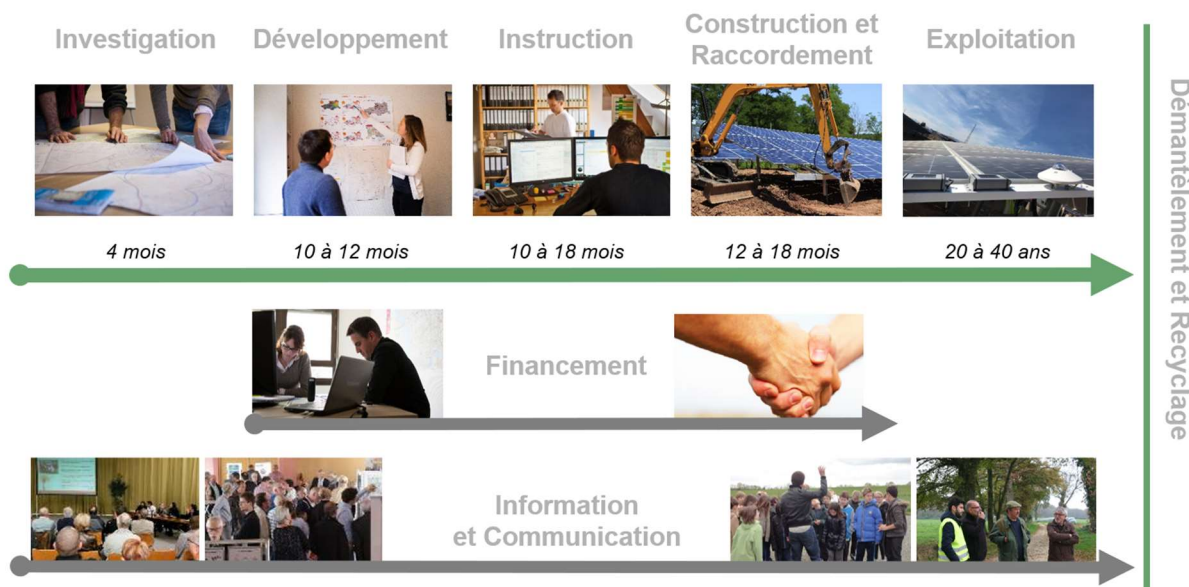 Investigation
Développement
Instruction
Construction et
Raccordement
Exploitation
4 mois
10 à 12 mois
10 à 18 mois
12 à 18 mois
20 à 40 ans
Financement
Information
et Communication
Démantèlement et Recyclage